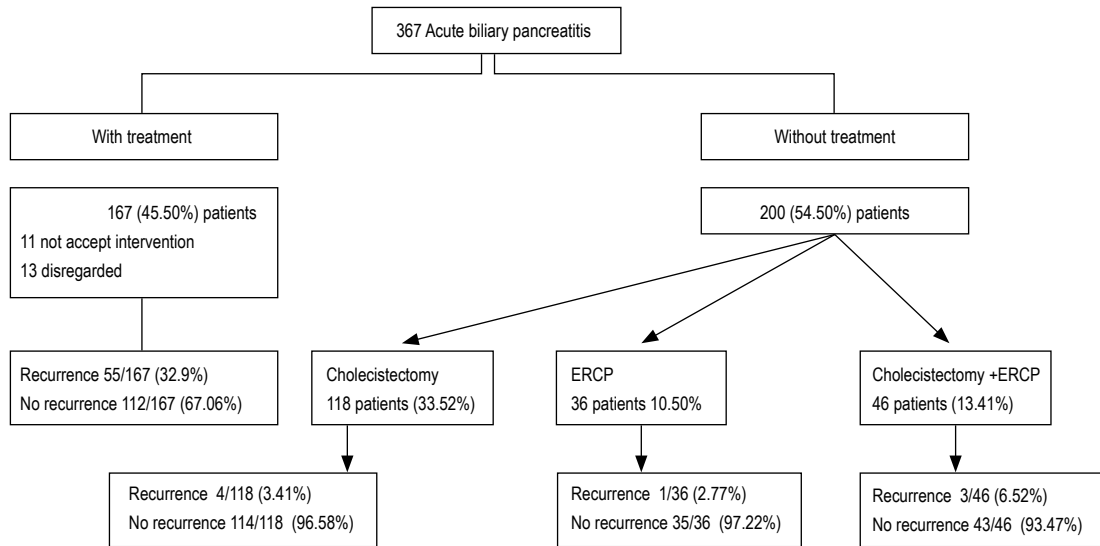 367 Acute biliary pancreatitis
With treatment
Without treatment
167 (45.50%) patients
11 not accept intervention
13 disregarded
200 (54.50%) patients
Recurrence 55/167 (32.9%)
No recurrence 112/167 (67.06%)
Cholecistectomy
118 patients (33.52%)
ERCP
36 patients 10.50%
Cholecistectomy +ERCP
46 patients (13.41%)
Recurrence 4/118 (3.41%)
No recurrence 114/118 (96.58%)
Recurrence 1/36 (2.77%)
No recurrence 35/36 (97.22%)
Recurrence 3/46 (6.52%)
No recurrence 43/46 (93.47%)